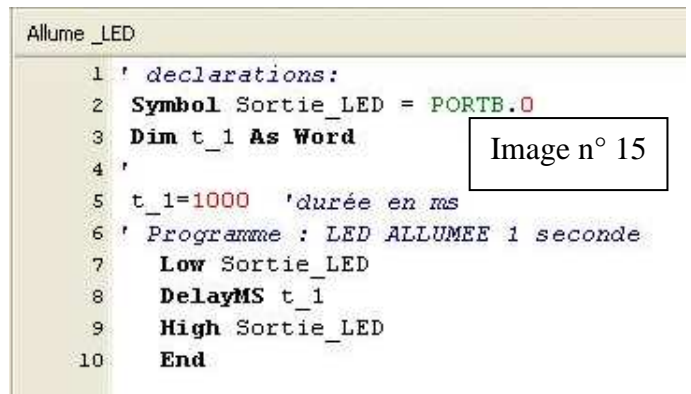 Allume _LED
1 ' declarations:
2 Symbol Sortie_LED = PORTB.0
3 Dim t_1 As Word
Image n° 15
4 '
5 t_1=1000 'durée en ms
6 ' Programme : LED ALLUMEE 1 seconde
7 Low Sortie_LED
8 DelayMS t_1
9 High Sortie_LED
10 End